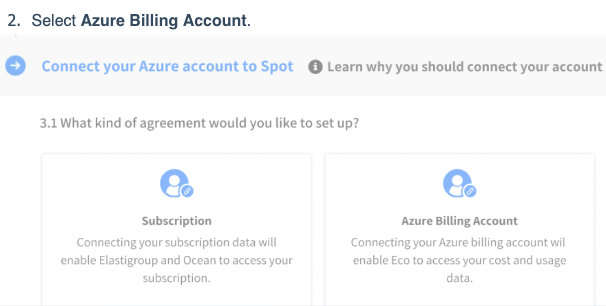 2. Select Azure Billing Account.
Connect your Azure account to Spot
Learn why you should connect your account
3.1 What kind of agreement would you like to set up?
Subscription
Connecting your subscription data will
enable Elastigroup and Ocean to access your
subscription.
Azure Billing Account
Connecting your Azure billing account wil
enable Eco to access your cost and usage
data.